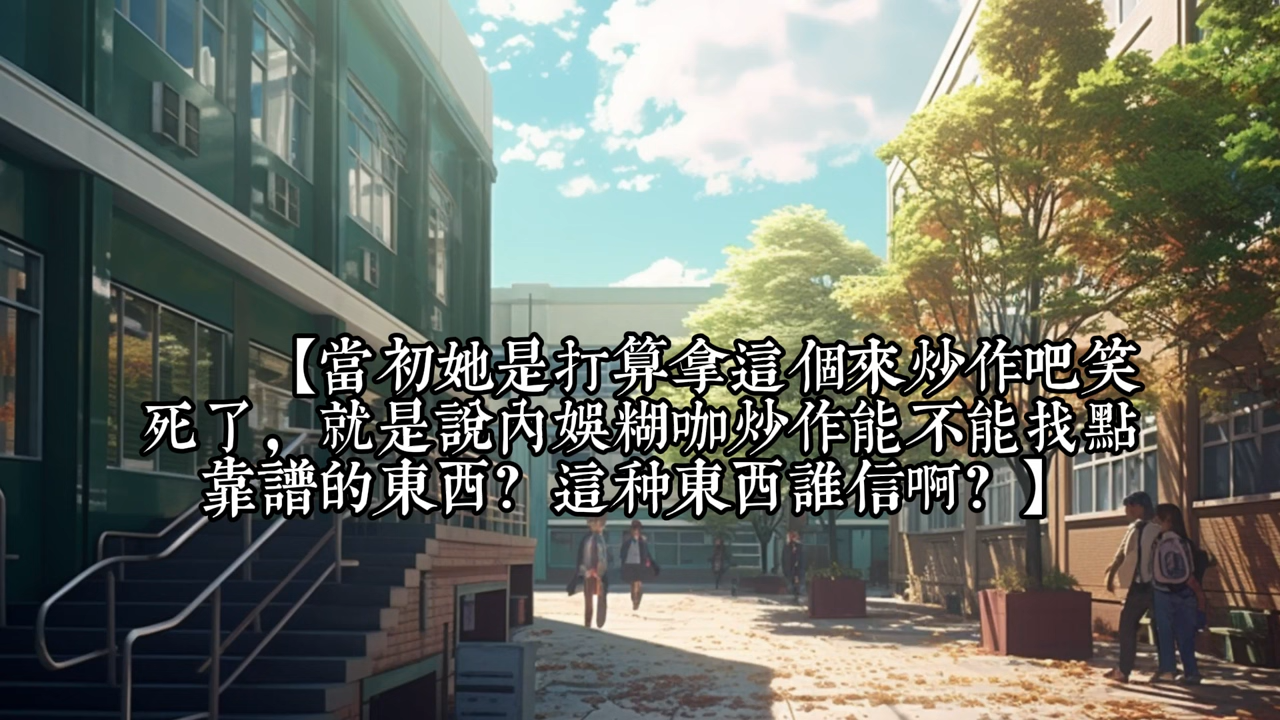 【當初她是打算拿這個來炒作吧笑
死了，就是說內娛糊咖炒作能不能找點
靠譜的東西？這种東西誰信啊？】